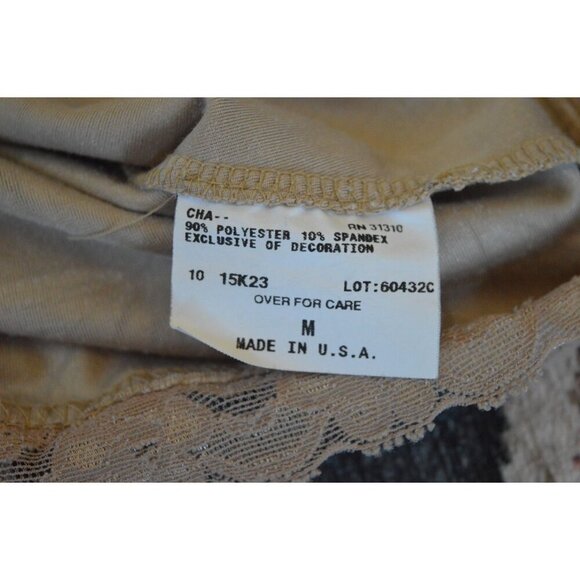 CHA-- RN 31310
90% POLYESTER 10% SPANDEX
EXCLUSIVE OF DECORATION
10 15K23 LOT:60432C
OVER FOR CARE
M
MADE IN U.S.A.